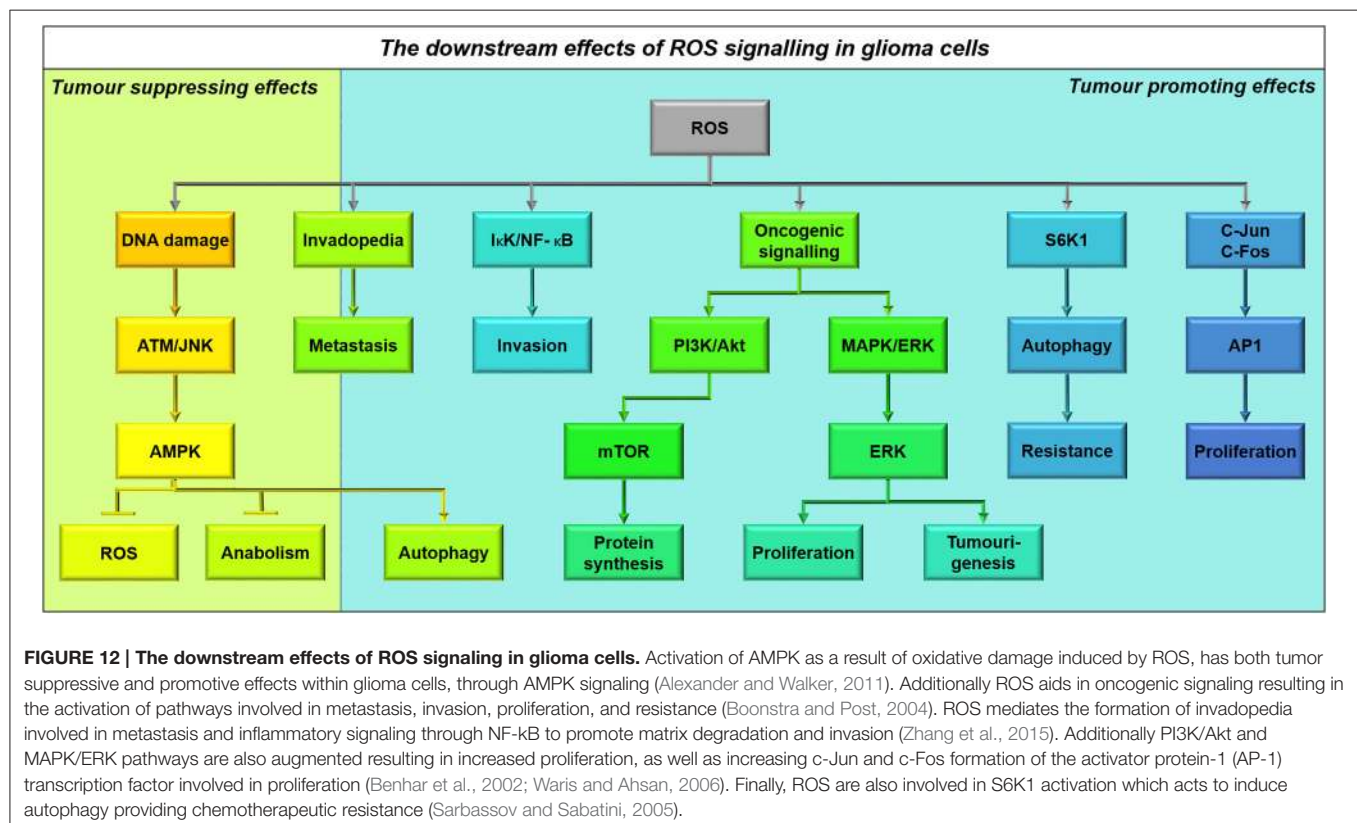 The downstream effects of ROS signalling in glioma cells
Tumour suppressing effects
Tumour promoting effects
ROS
DNA damage
Invadopedia
IκK/NF- κB
Oncogenic
signalling
S6K1
C-Jun
C-Fos
ATM/JNK
Metastasis
Invasion
PI3K/Akt
MAPK/ERK
Autophagy
AP1
AMPK
mTOR
ERK
Resistance
Proliferation
ROS
Anabolism
Autophagy
Protein
synthesis
Proliferation
Tumouri-
genesis
FIGURE 12 | The downstream effects of ROS signaling in glioma cells. Activation of AMPK as a result of oxidative damage induced by ROS, has both tumor
suppressive and promotive effects within glioma cells, through AMPK signaling (Alexander and Walker, 2011). Additionally ROS aids in oncogenic signaling resulting in
the activation of pathways involved in metastasis, invasion, proliferation, and resistance (Boonstra and Post, 2004). ROS mediates the formation of invadopedia
involved in metastasis and inflammatory signaling through NF-kB to promote matrix degradation and invasion (Zhang et al., 2015). Additionally PI3K/Akt and
MAPK/ERK pathways are also augmented resulting in increased proliferation, as well as increasing c-Jun and c-Fos formation of the activator protein-1 (AP-1)
transcription factor involved in proliferation (Benhar et al., 2002; Waris and Ahsan, 2006). Finally, ROS are also involved in S6K1 activation which acts to induce
autophagy providing chemotherapeutic resistance (Sarbassov and Sabatini, 2005).